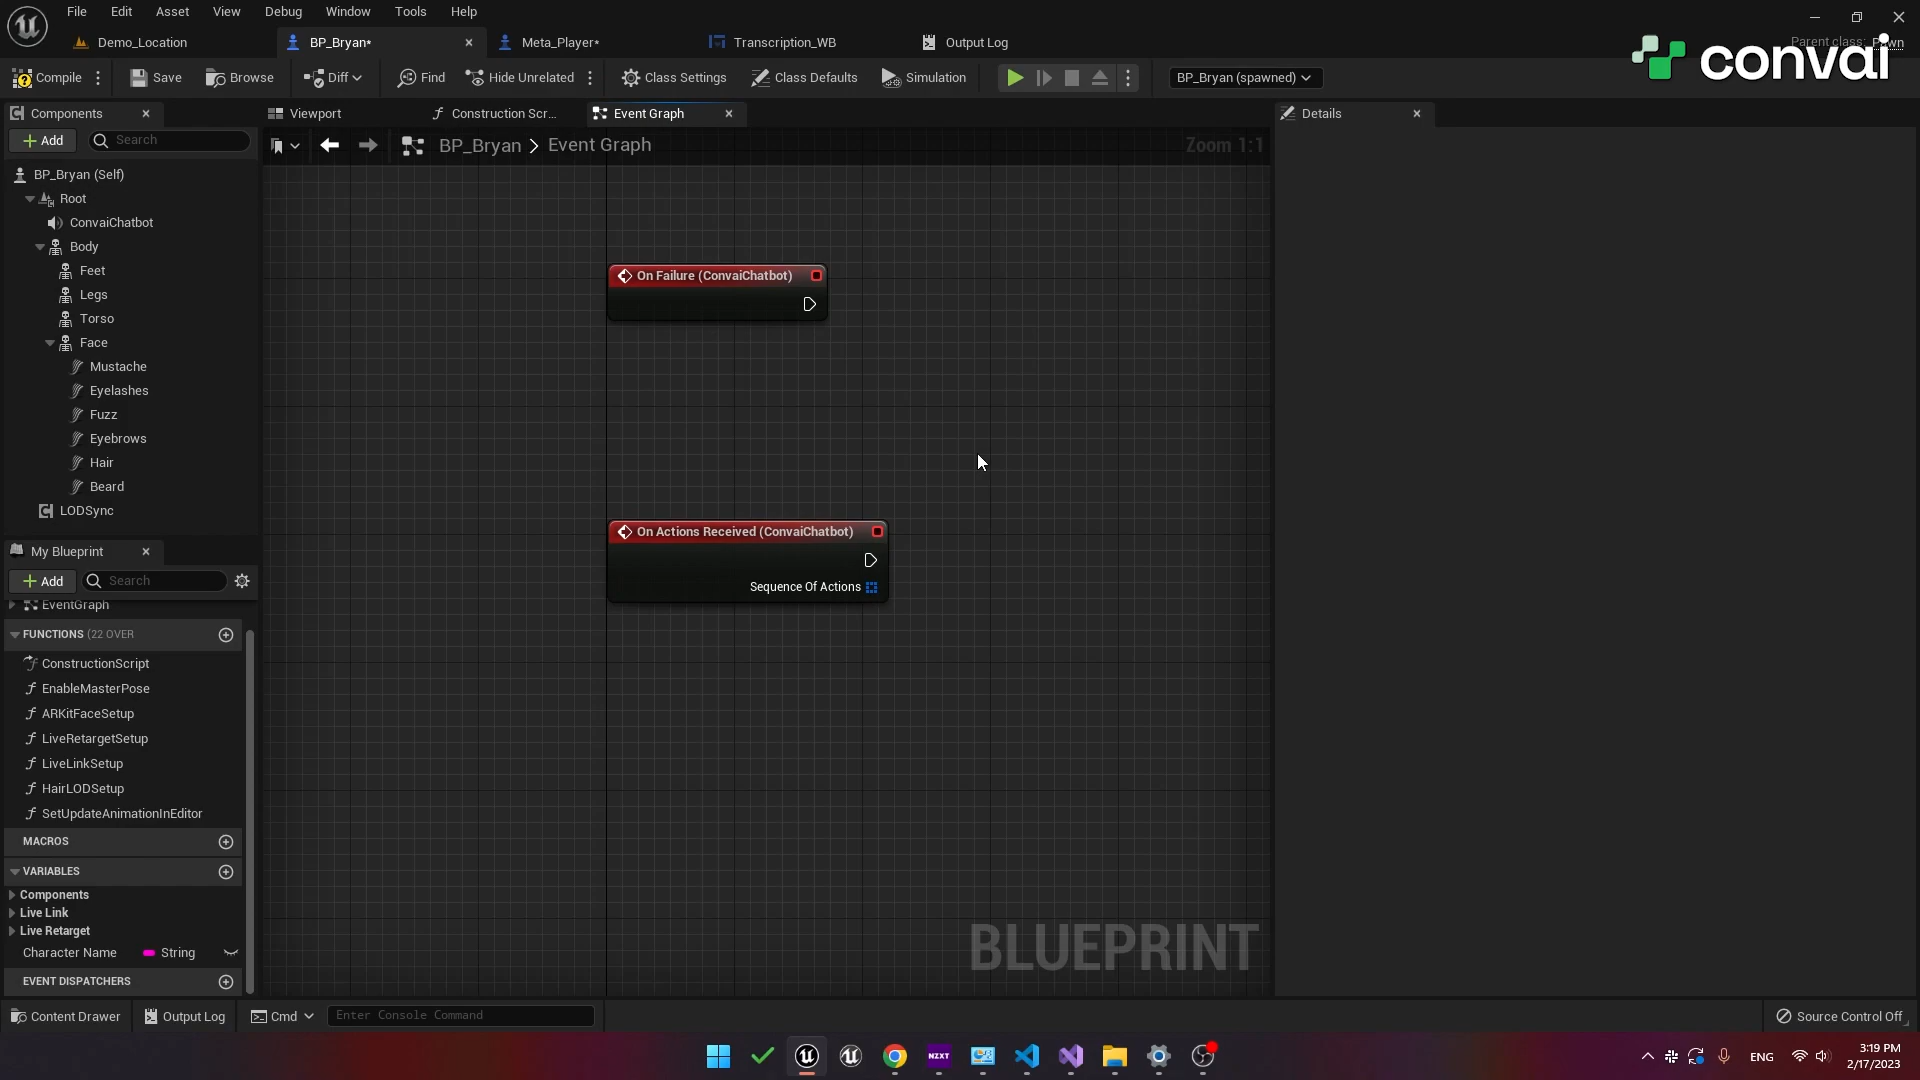 File Edit Asset View Debug Window Tools Help
Demo_Location BP_Bryan* Meta_Player* Transcription_WB Output Log Parent class: Pawn
convai
Compile Save Browse Diff Find Hide Unrelated Class Settings Class Defaults Simulation BP_Bryan (spawned)
Components Viewport Construction Scr... Event Graph Details
Add Search BP_Bryan > Event Graph Zoom 1:1
BP_Bryan (Self)
Root
ConvaiChatbot
Body
Feet
Legs
Torso
Face
Mustache
Eyelashes
Fuzz
Eyebrows
Hair
Beard
LODSync
On Failure (ConvaiChatbot)
On Actions Received (ConvaiChatbot)
Sequence Of Actions
My Blueprint
Add Search
EventGraph
FUNCTIONS (22 OVER
ConstructionScript
EnableMasterPose
ARKitFaceSetup
LiveRetargetSetup
LiveLinkSetup
HairLODSetup
SetUpdateAnimationInEditor
MACROS
VARIABLES
Components
Live Link
Live Retarget
Character Name String
EVENT DISPATCHERS
BLUEPRINT
Content Drawer Output Log Cmd Enter Console Command Source Control Off
NZXT ENG 3:19 PM
2/17/2023